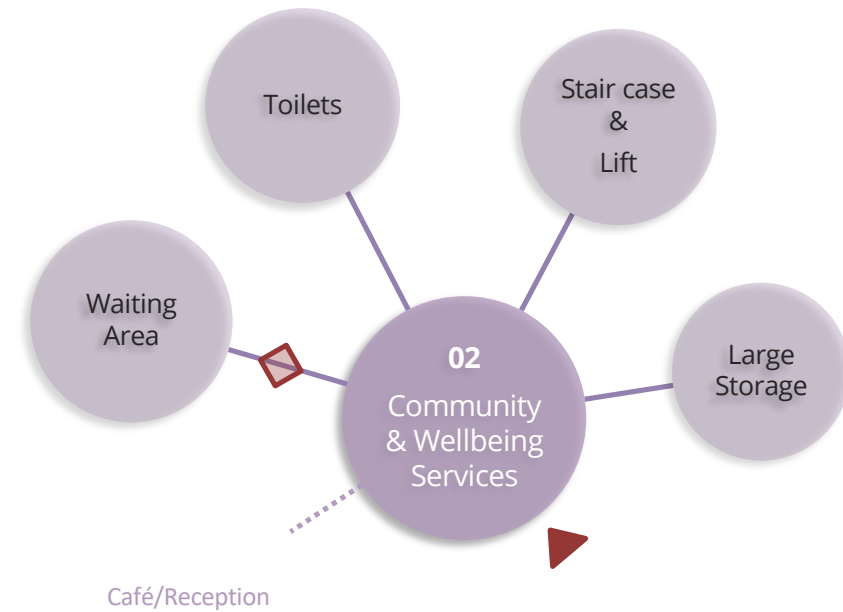 Toilets
Stair case
&
Lift
Waiting
Area
02
Community
& Wellbeing
Services
Large
Storage
Café/Reception